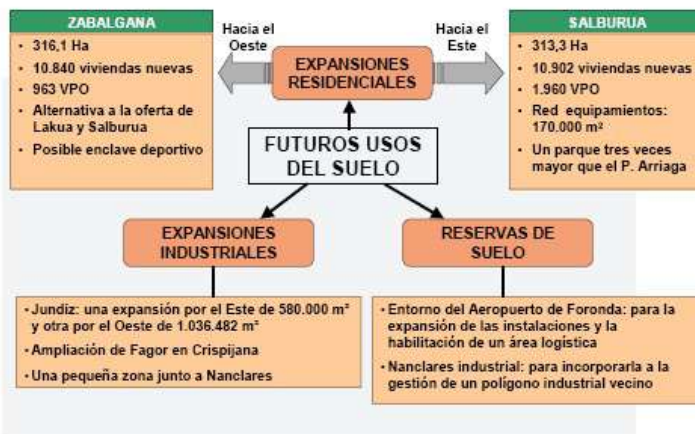 ZABALGANA
• 316,1 Ha
• 10.840 viviendas nuevas
• 963 VPO
• Alternativa a la oferta de
Lakua y Salburua
• Posible enclave deportivo
Hacia el
Oeste
EXPANSIONES
RESIDENCIALES
Hacia el
Este
SALBURUA
• 313,3 Ha
• 10.902 viviendas nuevas
• 1.960 VPO
• Red equipamientos:
170.000 m²
• Un parque tres veces
mayor que el P. Arriaga
FUTUROS USOS
DEL SUELO
EXPANSIONES
INDUSTRIALES
• Jundiz: una expansión por el Este de 580.000 m²
y otra por el Oeste de 1.036.482 m²
• Ampliación de Fagor en Crispijana
• Una pequeña zona junto a Nanclares
RESERVAS DE
SUELO
• Entorno del Aeropuerto de Foronda: para la
expansión de las instalaciones y la
habilitación de un área logística
• Nanclares industrial: para incorporarla a la
gestión de un polígono industrial vecino